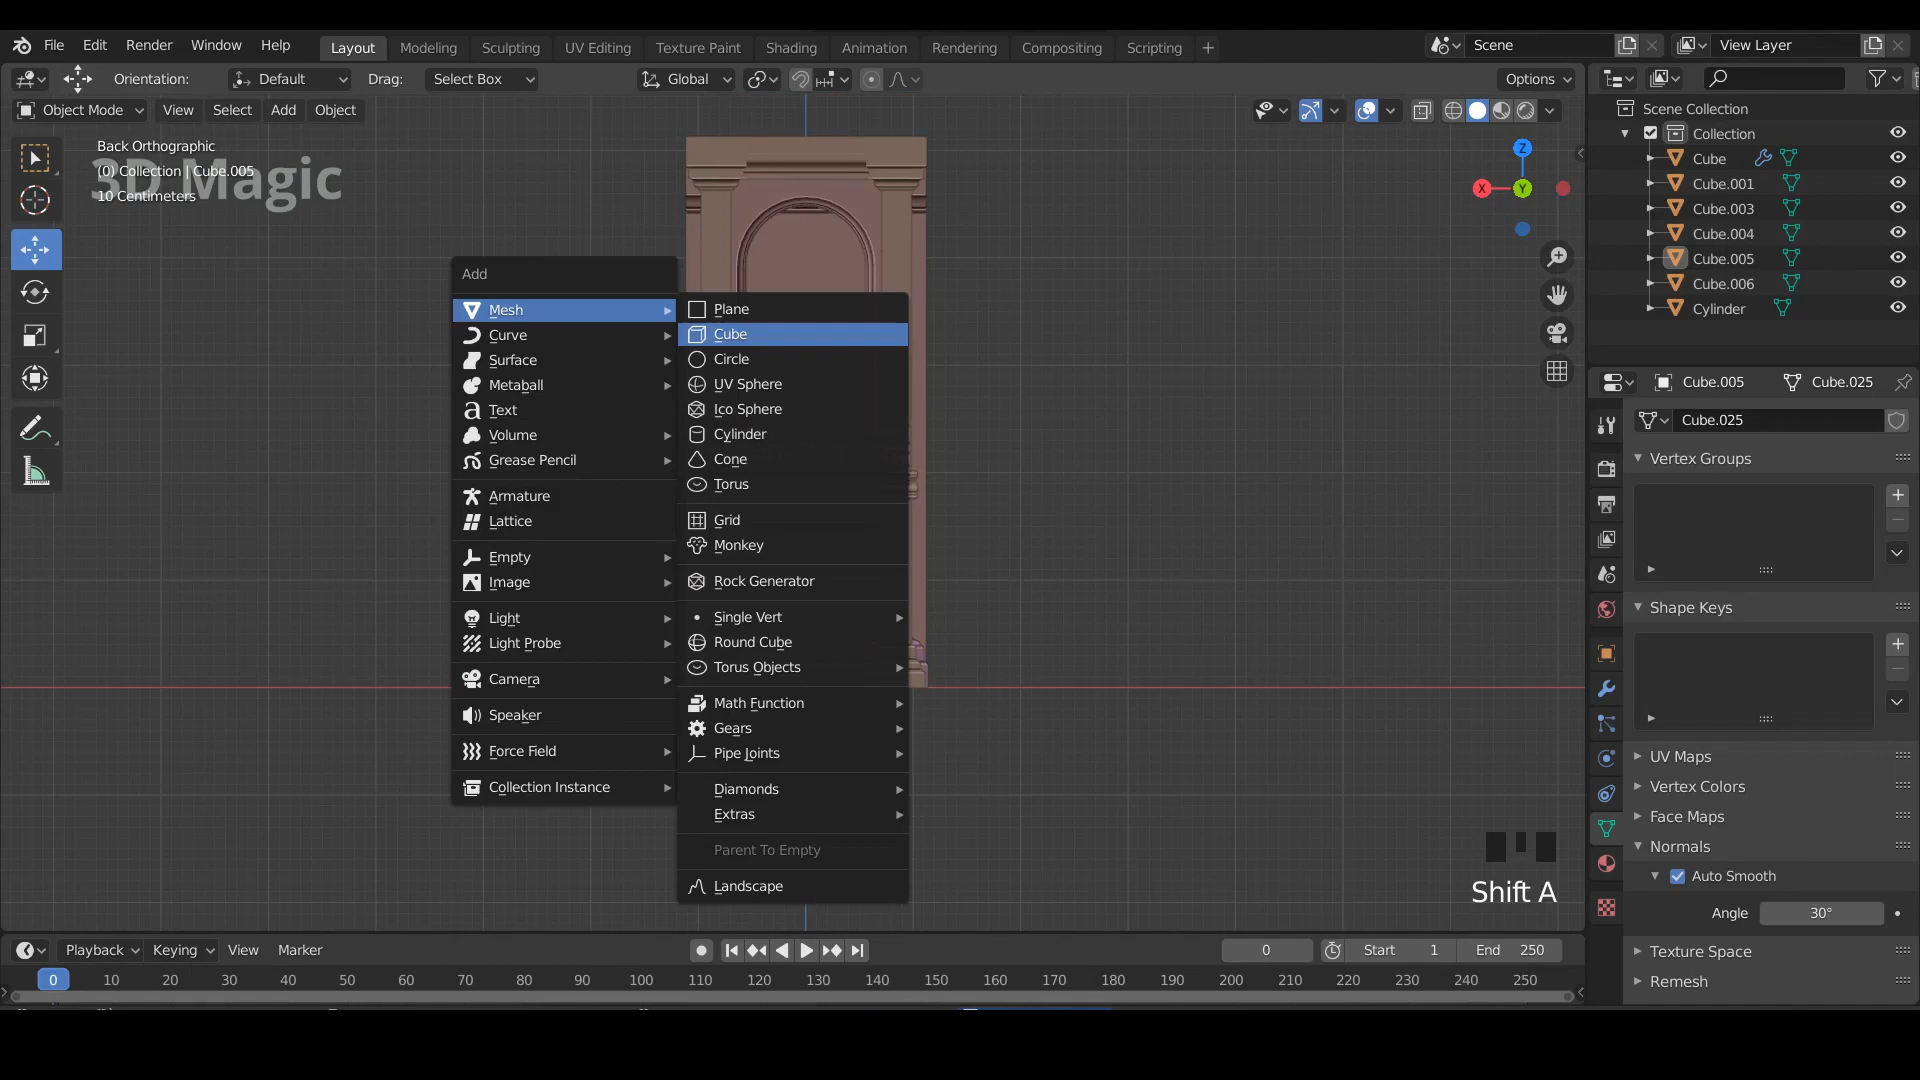 File Edit Render Window Help Layout Modeling Sculpting UV Editing Texture Paint Shading Animation Rendering Compositing Scripting + Scene View Layer
Orientation: Default Drag: Select Box Global Options
Object Mode View Select Add Object
Back Orthographic
(0) Collection | Cube.005
10 Centimeters
3D Magic
Z
X Y
Add
Mesh
Curve
Surface
Metaball
Text
Volume
Grease Pencil
Armature
Lattice
Empty
Image
Light
Light Probe
Camera
Speaker
Force Field
Collection Instance
Plane
Cube
Circle
UV Sphere
Ico Sphere
Cylinder
Cone
Torus
Grid
Monkey
Rock Generator
Single Vert
Round Cube
Torus Objects
Math Function
Gears
Pipe Joints
Diamonds
Extras
Parent To Empty
Landscape
Shift A
Scene Collection
Collection
Cube
Cube.001
Cube.003
Cube.004
Cube.005
Cube.006
Cylinder
Cube.005 Cube.025
Cube.025
Vertex Groups
Shape Keys
UV Maps
Vertex Colors
Face Maps
Normals
Auto Smooth
Angle 30°
Texture Space
Remesh
Playback Keying View Marker 0 Start 1 End 250
0 10 20 30 40 50 60 70 80 90 100 110 120 130 140 150 160 170 180 190 200 210 220 230 240 250